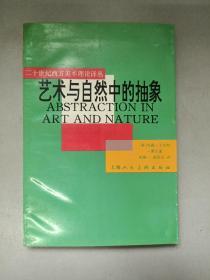 二十世纪西方美术理论译丛
艺术与自然中的抽象
ABSTRACTION IN
ART AND NATURE
上海人民美术出版社